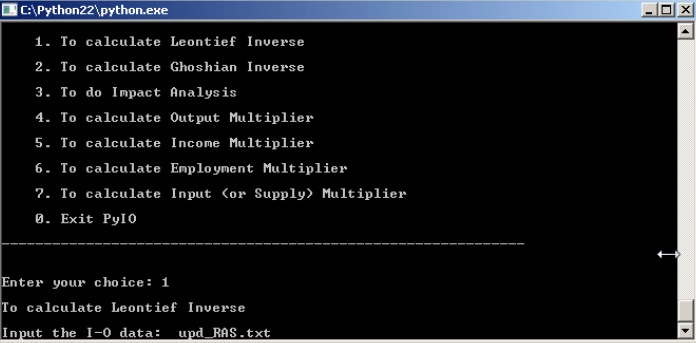 C:\Python22\python.exe
1. To calculate Leontief Inverse
2. To calculate Ghoshian Inverse
3. To do Impact Analysis
4. To calculate Output Multiplier
5. To calculate Income Multiplier
6. To calculate Employment Multiplier
7. To calculate Input (or Supply) Multiplier
0. Exit PyIO
--------------------------------------------------------------
Enter your choice: 1
To calculate Leontief Inverse
Input the I-O data:  upd_RAS.txt